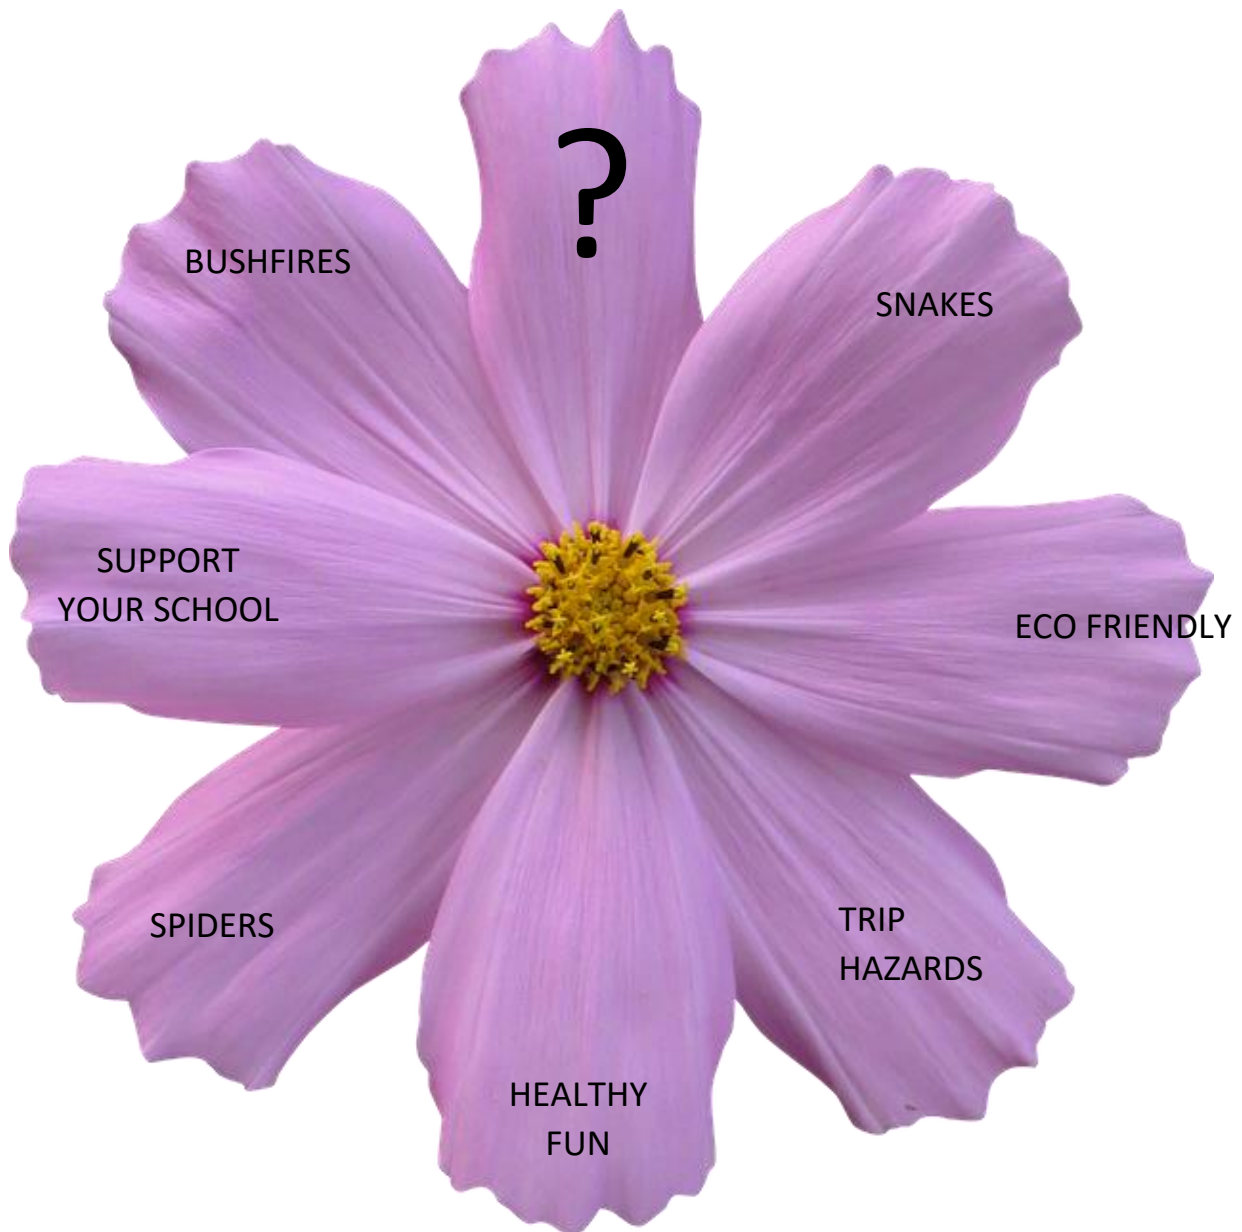 ?
BUSHFIRES
SNAKES
SUPPORT
YOUR SCHOOL
ECO FRIENDLY
SPIDERS
TRIP
HAZARDS
HEALTHY
FUN